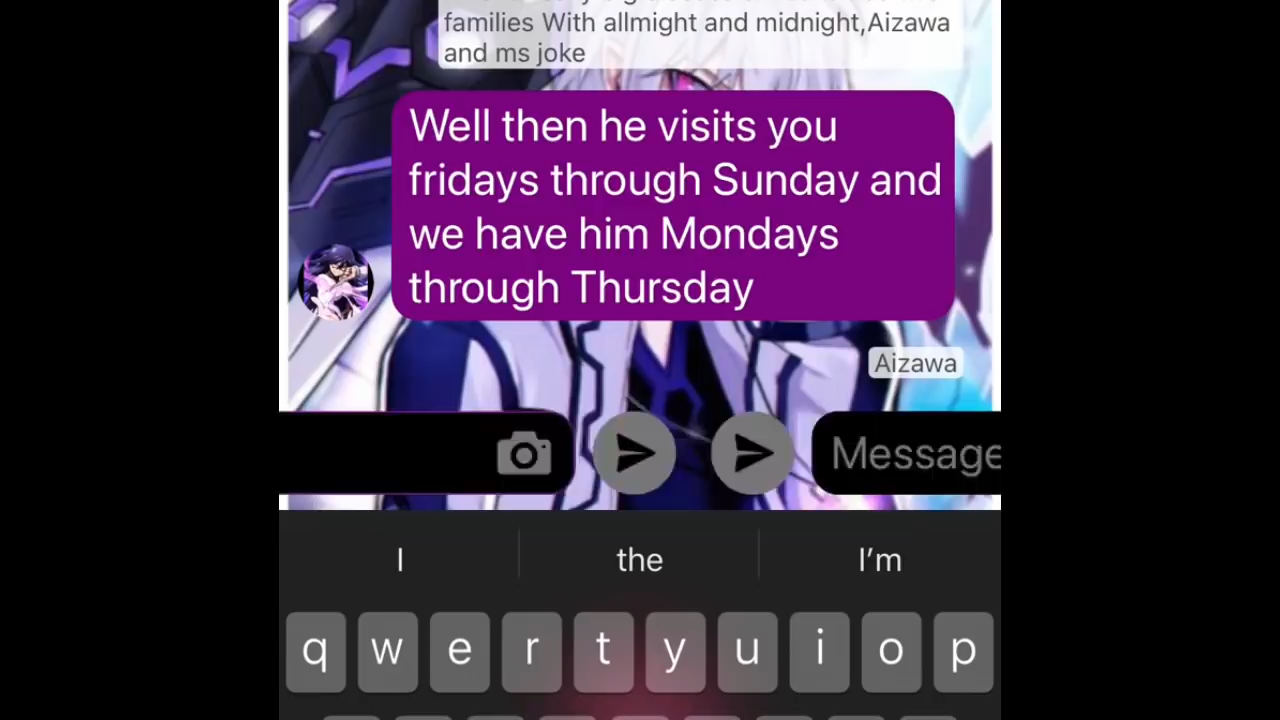 families With allmight and midnight,Aizawa
and ms joke
Well then he visits you
fridays through Sunday and
we have him Mondays
through Thursday
Aizawa
Message
I the I’m
q w e r t y u i o p